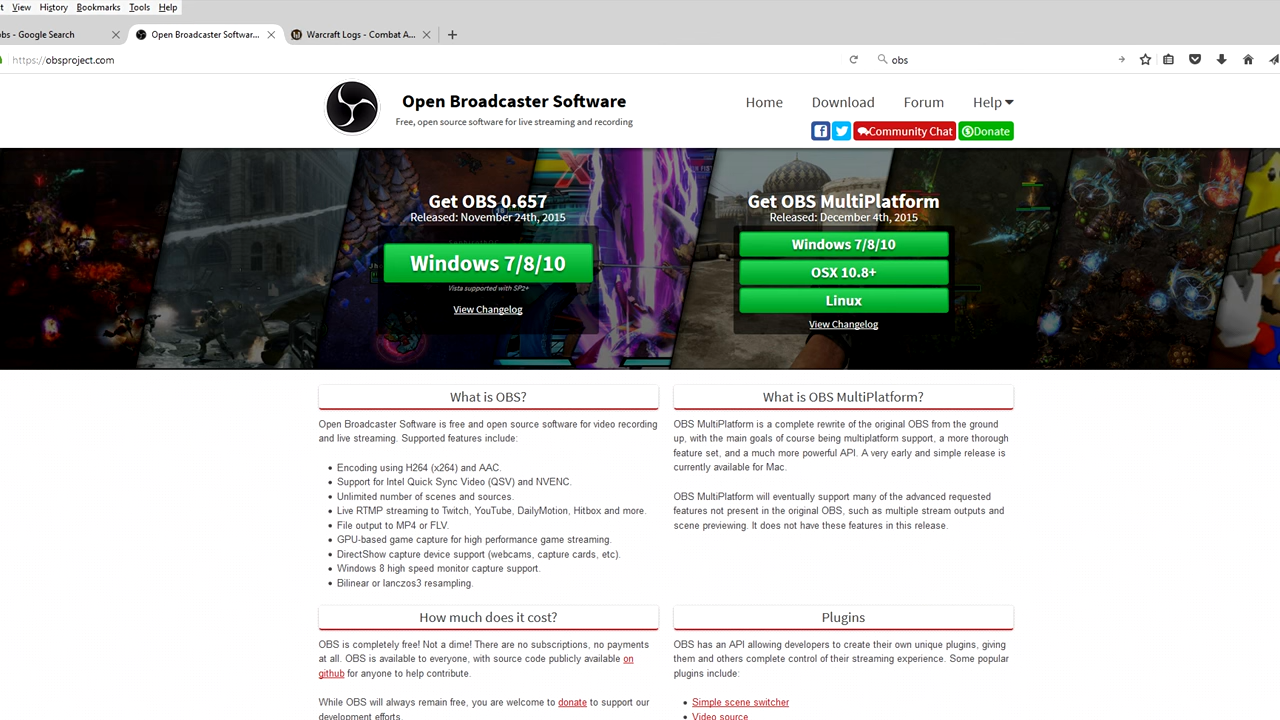 View History Bookmarks Tools Help
obs - Google Search
Open Broadcaster Softwar...
Warcraft Logs - Combat A...
https://obsproject.com
obs
Open Broadcaster Software
Free, open source software for live streaming and recording
Home Download Forum Help
Community Chat Donate
Get OBS 0.657
Released: November 24th, 2015
Windows 7/8/10
Vista supported with SP2+
View Changelog
Get OBS MultiPlatform
Released: December 4th, 2015
Windows 7/8/10
OSX 10.8+
Linux
View Changelog
What is OBS?
Open Broadcaster Software is free and open source software for video recording
and live streaming. Supported features include:
Encoding using H264 (x264) and AAC.
Support for Intel Quick Sync Video (QSV) and NVENC.
Unlimited number of scenes and sources.
Live RTMP streaming to Twitch, YouTube, DailyMotion, Hitbox and more.
File output to MP4 or FLV.
GPU-based game capture for high performance game streaming.
DirectShow capture device support (webcams, capture cards, etc).
Windows 8 high speed monitor capture support.
Bilinear or lanczos3 resampling.
What is OBS MultiPlatform?
OBS MultiPlatform is a complete rewrite of the original OBS from the ground
up, with the main goals of course being multiplatform support, a more thorough
feature set, and a much more powerful API. A very early and simple release is
currently available for Mac.
OBS MultiPlatform will eventually support many of the advanced requested
features not present in the original OBS, such as multiple stream outputs and
scene previewing. It does not have these features in this release.
How much does it cost?
OBS is completely free! Not a dime! There are no subscriptions, no payments
at all. OBS is available to everyone, with source code publicly available on
github for anyone to help contribute.
While OBS will always remain free, you are welcome to donate to support our
development efforts.
Plugins
OBS has an API allowing developers to create their own unique plugins, giving
them and others complete control of their streaming experience. Some popular
plugins include:
Simple scene switcher
Video source